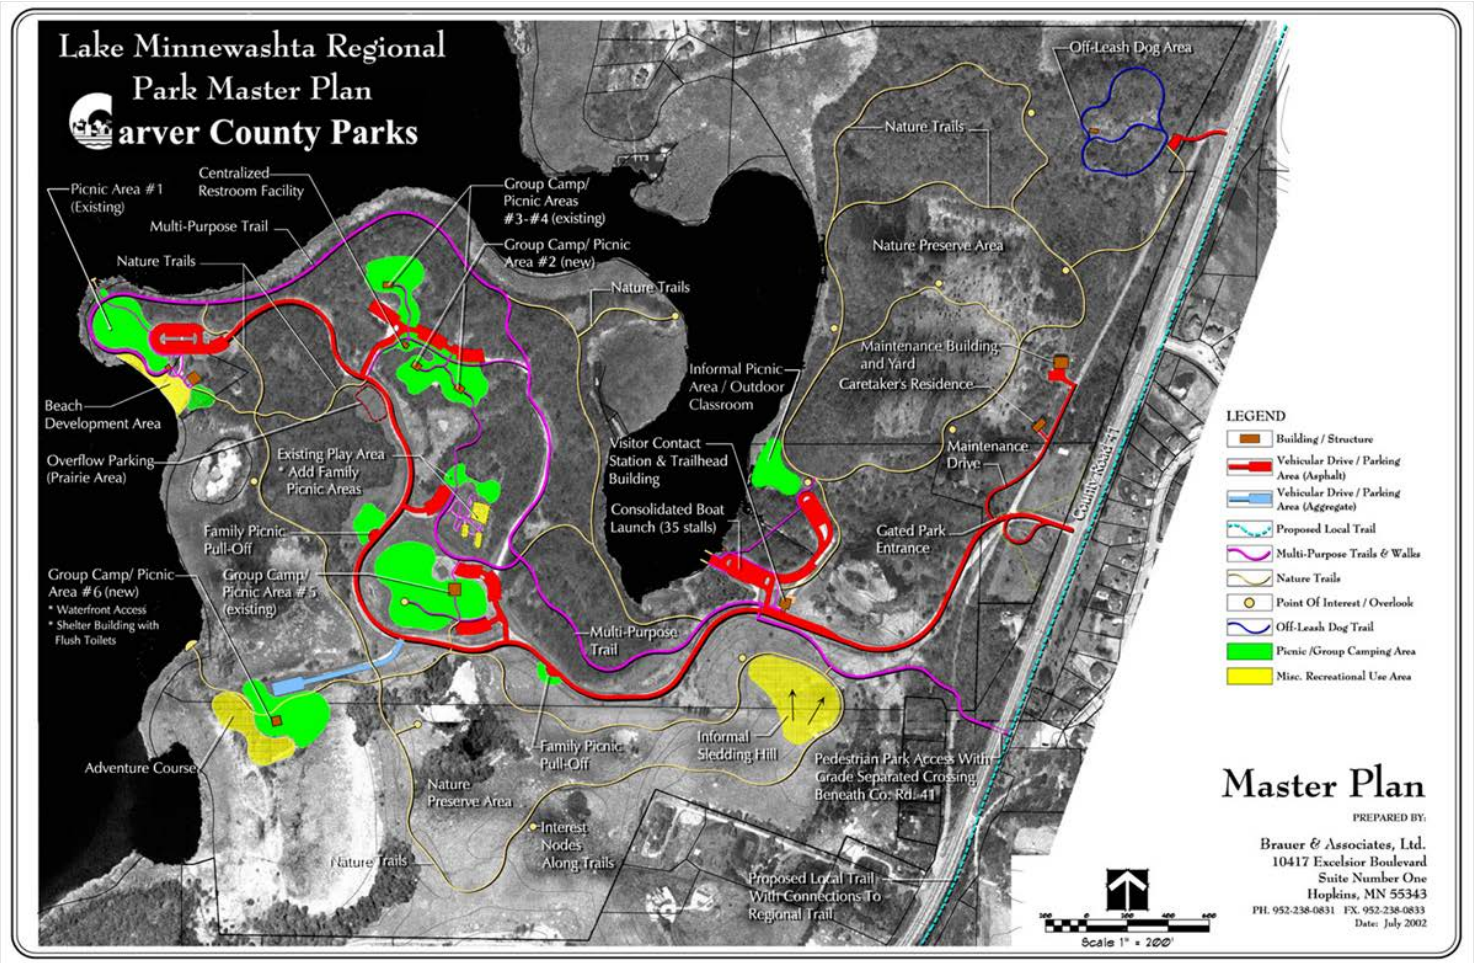 Lake Minnewashta Regional
Park Master Plan
Carver County Parks
Off-Leash Dog Area
Nature Trails
Centralized
Restroom Facility
Group Camp/
Picnic Areas
#3-#4 (existing)
Picnic Area #1
(Existing)
Multi-Purpose Trail
Group Camp/ Picnic
Area #2 (new)
Nature Preserve Area
Nature Trails
Nature Trails
Maintenance Building
and Yard
Informal Picnic
Area / Outdoor
Classroom
Caretaker's Residence
Beach
Development Area
Visitor Contact
Station & Trailhead
Building
Maintenance
Drive
Existing Play Area
* Add Family
Picnic Areas
Overflow Parking
(Prairie Area)
County Road 41
Consolidated Boat
Launch (35 stalls)
Family Picnic
Pull-Off
Gated Park
Entrance
Group Camp/ Picnic
Area #6 (new)
* Waterfront Access
* Shelter Building with
Flush Toilets
Group Camp/
Picnic Area #5
(existing)
Multi-Purpose
Trail
Adventure Course
Family Picnic
Pull-Off
Informal
Sledding Hill
Pedestrian Park Access With
Grade Separated Crossing
Beneath Co. Rd. 41
Nature
Preserve Area
Interest
Nodes
Along Trails
Nature Trails
Proposed Local Trail
With Connections To
Regional Trail
LEGEND
Building / Structure
Vehicular Drive / Parking
Area (Asphalt)
Vehicular Drive / Parking
Area (Aggregate)
Proposed Local Trail
Multi-Purpose Trails & Walks
Nature Trails
Point Of Interest / Overlook
Off-Leash Dog Trail
Picnic /Group Camping Area
Misc. Recreational Use Area
Master Plan
PREPARED BY:
Brauer & Associates, Ltd.
10417 Excelsior Boulevard
Suite Number One
Hopkins, MN 55343
PH. 952-238-0831 FX. 952-238-0833
Date: July 2002
200 0 200 400 600
Scale 1" = 200'